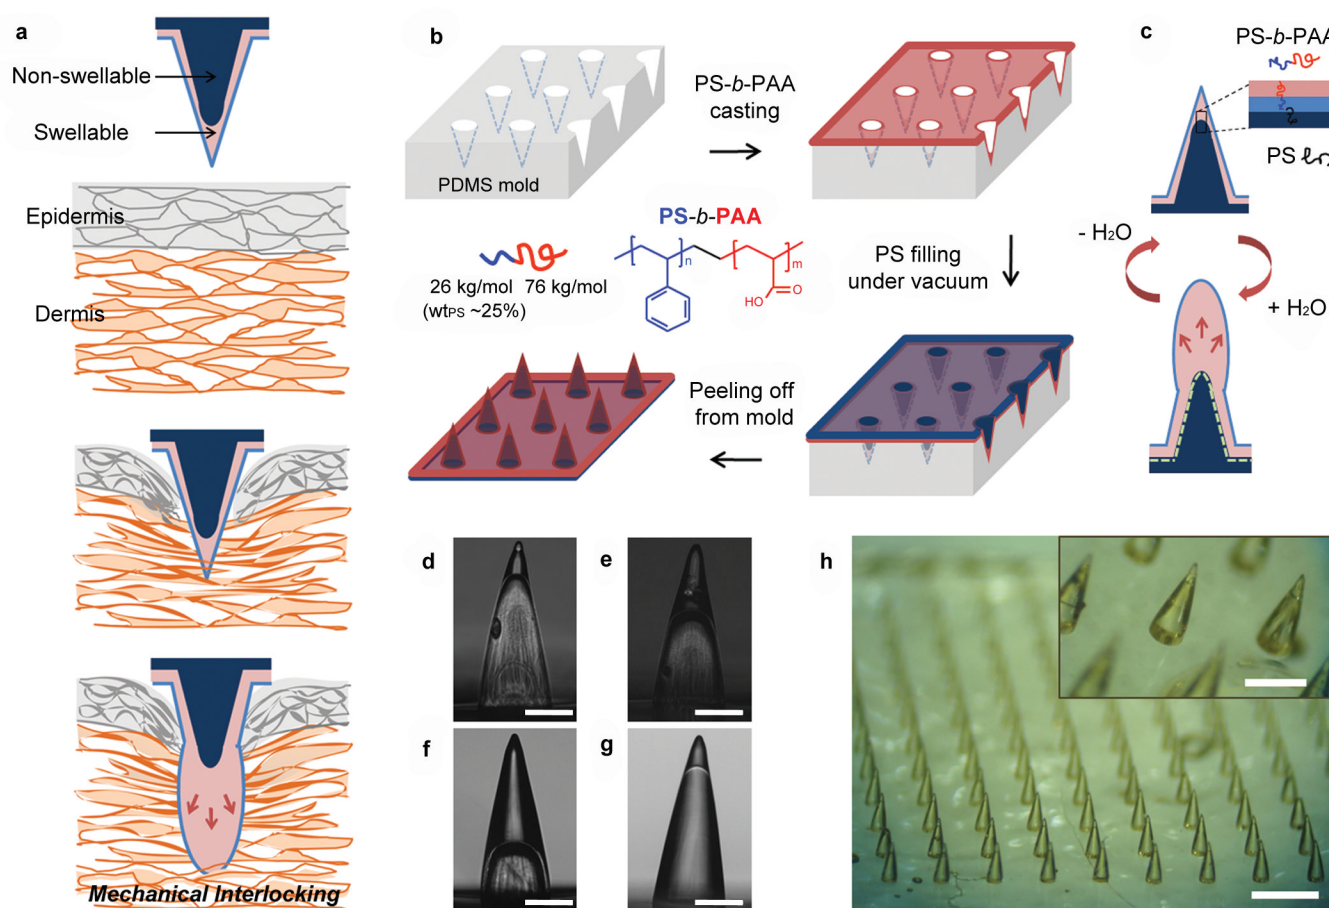 a
Non-swellable
Swellable
Epidermis
Dermis
Mechanical Interlocking
b
PDMS mold
PS-b-PAA
casting
PS-b-PAA
n
m
HO
O
26 kg/mol 76 kg/mol
(wtPS ~25%)
PS filling
under vacuum
Peeling off
from mold
c
PS-b-PAA
PS
- H2O
+ H2O
d
e
f
g
h